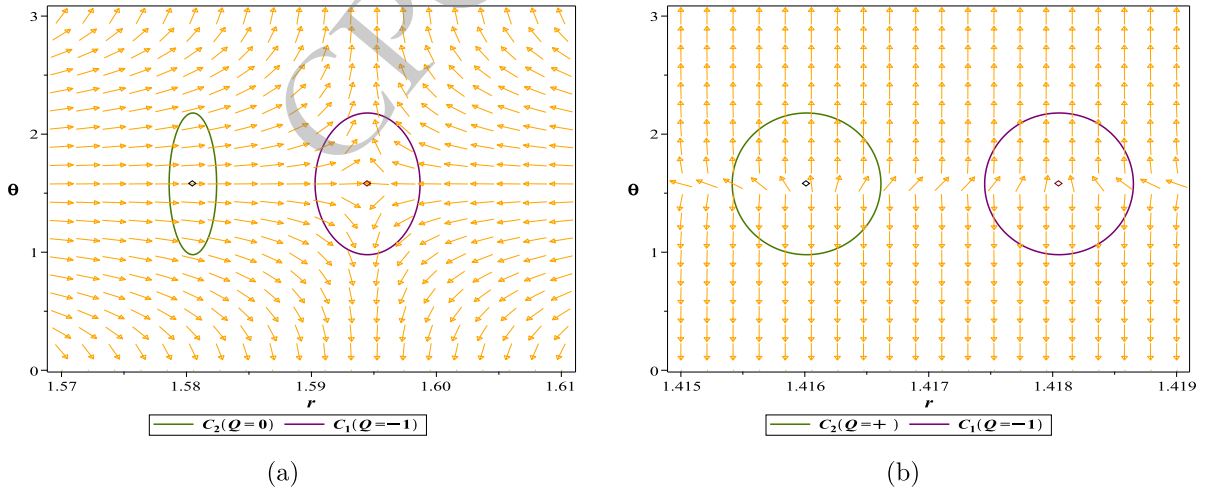 CPC
3
2
θ
1
0
1.57 1.58 1.59 1.60 1.61
r
C₂(Q=0) C₁(Q=−1)
(a)
3
2
θ
1
0
1.415 1.416 1.417 1.418 1.419
r
C₂(Q=+ ) C₁(Q=−1)
(b)